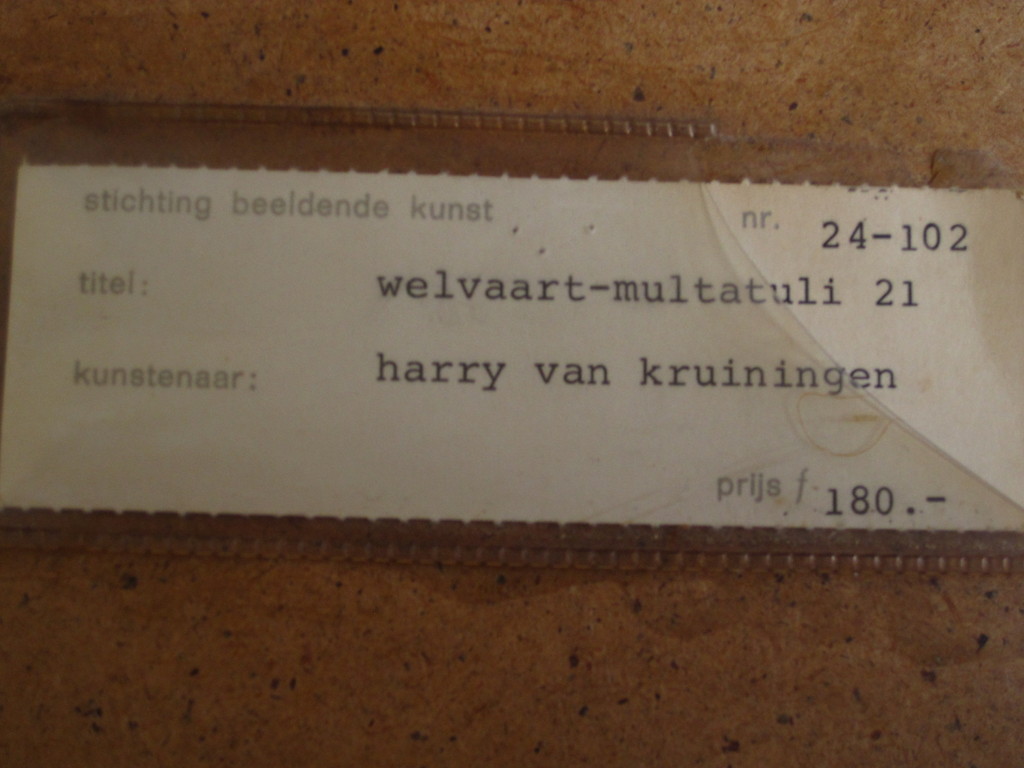 stichting beeldende kunst nr. 24-102
titel: welvaart-multatuli 21
kunstenaar: harry van kruiningen
prijs f 180.-